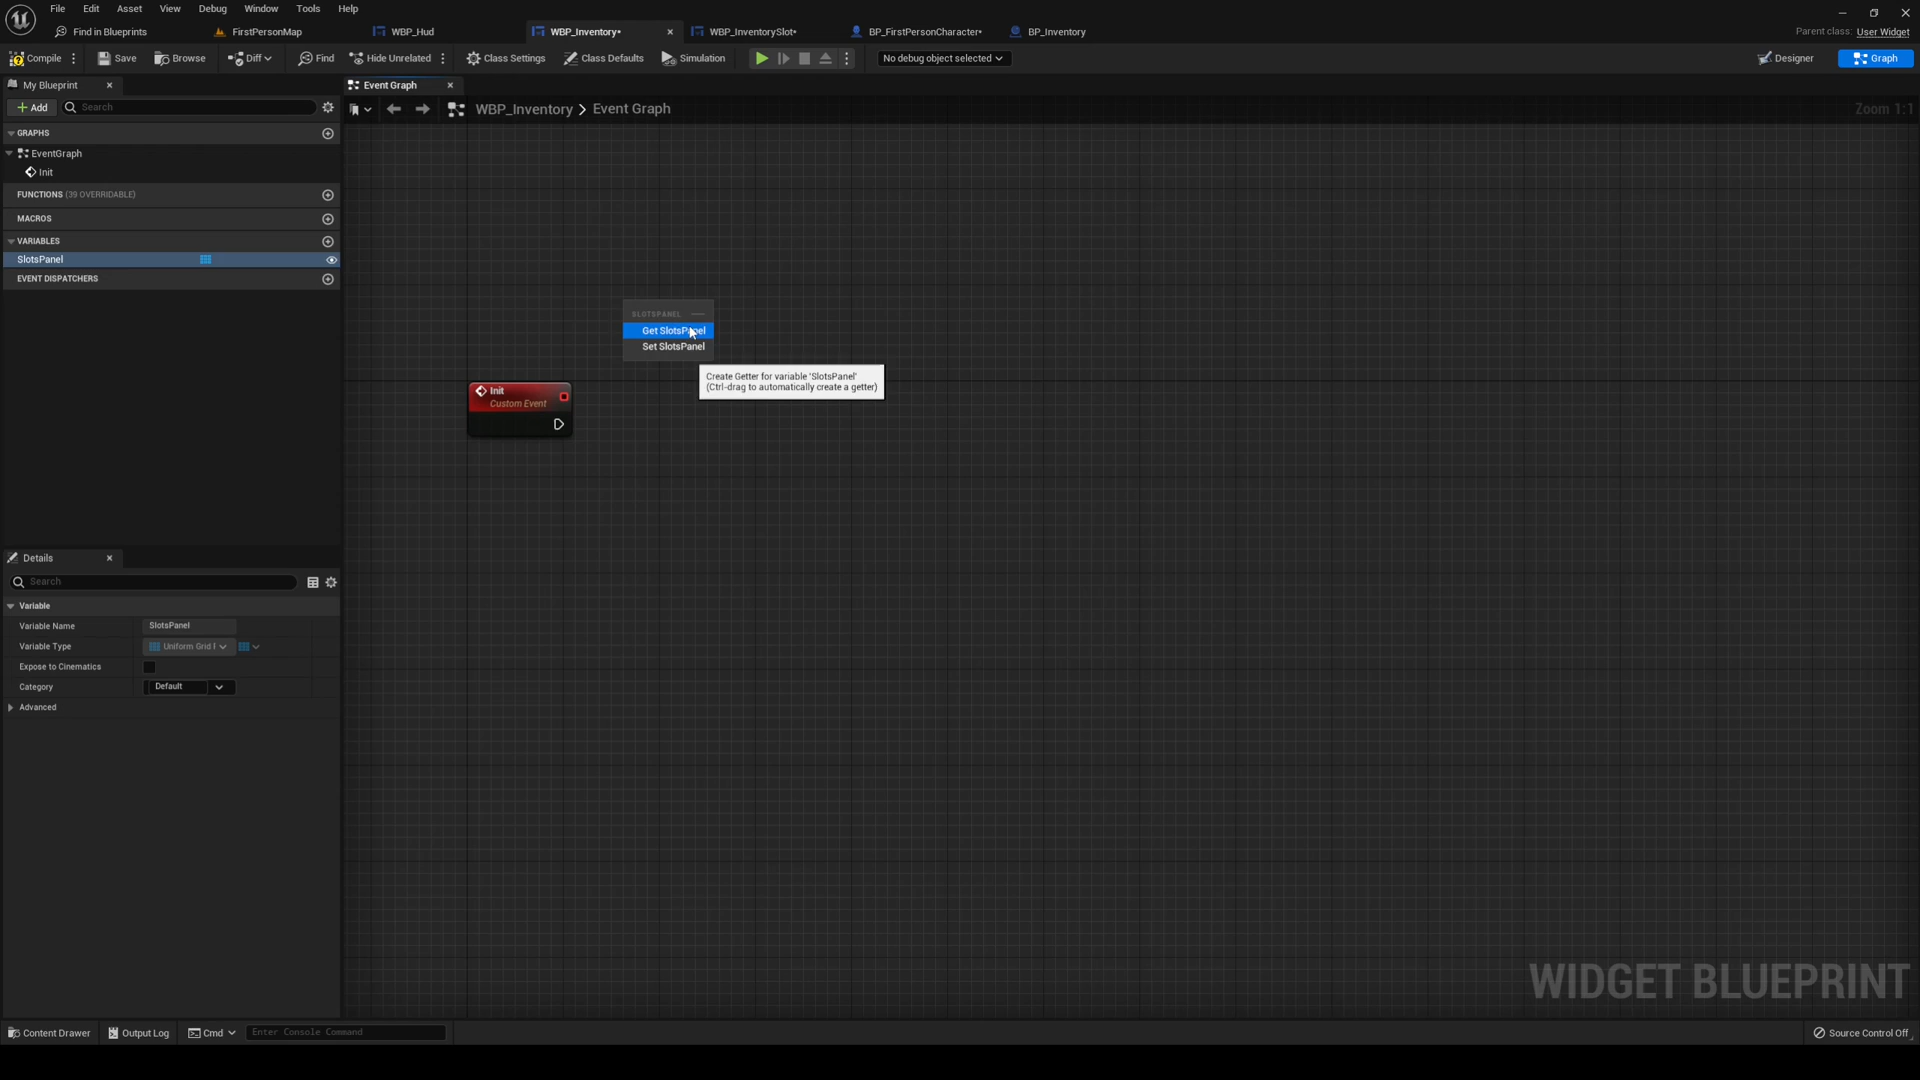 File Edit Asset View Debug Window Tools Help
Find in Blueprints FirstPersonMap WBP_Hud WBP_Inventory• WBP_InventorySlot• BP_FirstPersonCharacter• BP_Inventory Parent class: User Widget
Compile Save Browse Diff Find Hide Unrelated Class Settings Class Defaults Simulation No debug object selected Designer Graph
My Blueprint Event Graph
Add Search WBP_Inventory > Event Graph Zoom 1:1
GRAPHS
EventGraph
Init
FUNCTIONS (39 OVERRIDABLE)
MACROS
VARIABLES
SlotsPanel
EVENT DISPATCHERS
SLOTSPANEL
Get SlotsPanel
Set SlotsPanel
Create Getter for variable 'SlotsPanel'
(Ctrl-drag to automatically create a getter)
Init
Custom Event
Details
Search
Variable
Variable Name SlotsPanel
Variable Type Uniform Grid
Expose to Cinematics
Category Default
Advanced
WIDGET BLUEPRINT
Content Drawer Output Log Cmd Enter Console Command Source Control Off